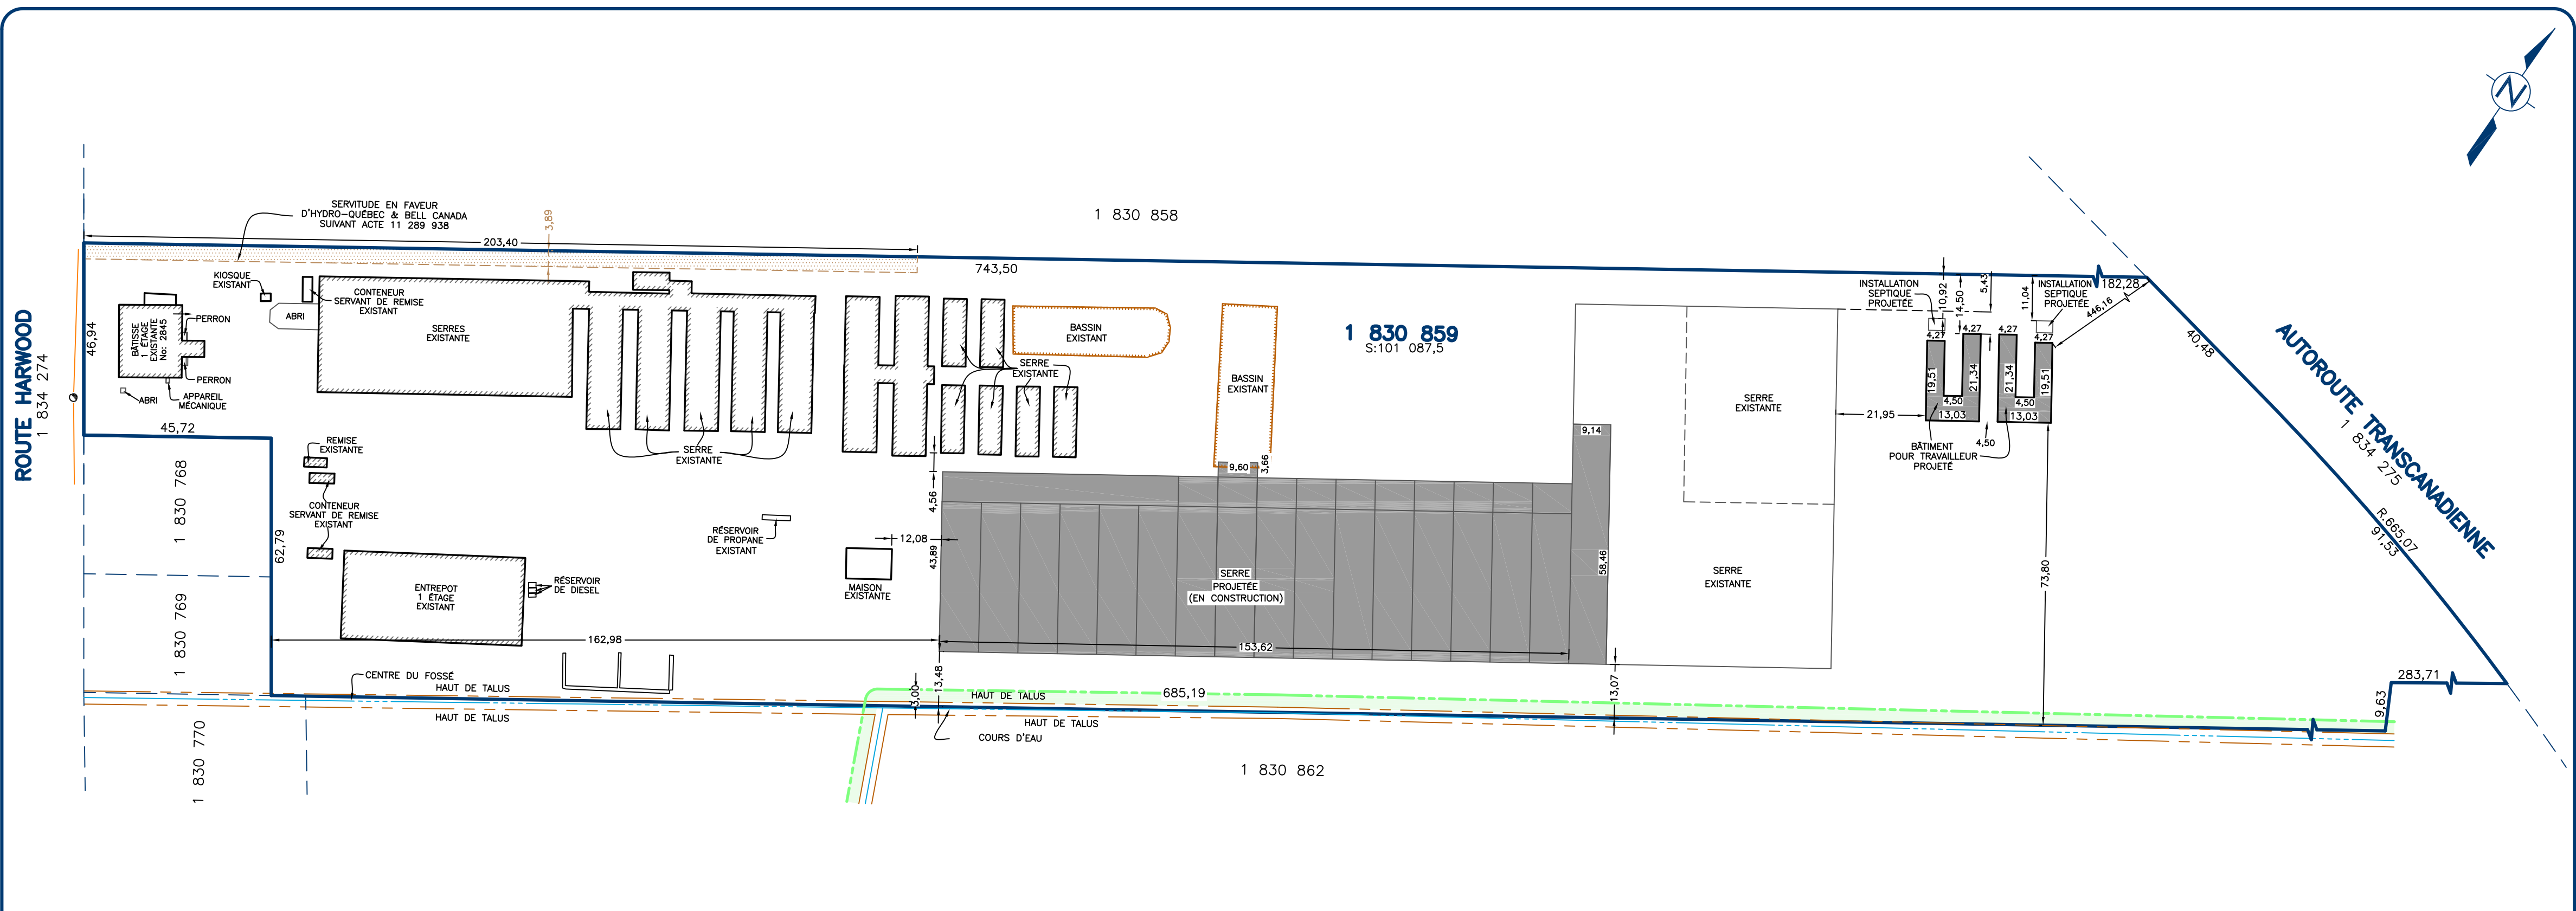 N
SERVITUDE EN FAVEUR
D'HYDRO-QUÉBEC & BELL CANADA
SUIVANT ACTE 11 289 938
203,40
3,89
743,50
1 830 858
ROUTE HARWOOD
1 834 274
46,94
45,72
62,79
KIOSQUE
EXISTANT
CONTENEUR
SERVANT DE REMISE
EXISTANT
ABRI
PERRON
BÂTISSE
1 ÉTAGE
EXISTANTE
No: 2845
PERRON
ABRI
APPAREIL
MÉCANIQUE
SERRES
EXISTANTE
SERRE
EXISTANTE
SERRE
EXISTANTE
BASSIN
EXISTANT
BASSIN
EXISTANT
1 830 859
S:101 087,5
SERRE
EXISTANTE
SERRE
EXISTANTE
REMISE
EXISTANTE
CONTENEUR
SERVANT DE REMISE
EXISTANT
ENTREPOT
1 ÉTAGE
EXISTANT
RÉSERVOIR
DE DIESEL
RÉSERVOIR
DE PROPANE
EXISTANT
MAISON
EXISTANTE
12,08
4,56
43,89
9,60
3,66
9,14
58,46
SERRE
PROJETÉE
(EN CONSTRUCTION)
162,98
153,62
13,48
3,00
13,07
685,19
CENTRE DU FOSSÉ
HAUT DE TALUS
HAUT DE TALUS
HAUT DE TALUS
HAUT DE TALUS
COURS D'EAU
1 830 768
1 830 769
1 830 770
1 830 862
INSTALLATION
SEPTIQUE
PROJETÉE
10,92
14,50
5,43
11,04
INSTALLATION
SEPTIQUE
PROJETÉE
182,28
446,16
4,27
4,27
4,27
4,27
19,51
21,34
21,34
19,51
4,50
4,50
13,03
13,03
21,95
4,50
BÂTIMENT
POUR TRAVAILLEUR
PROJETÉ
73,80
40,48
AUTOROUTE TRANSCANADIENNE
1 834 275
R.665,07
91,53
283,71
9,63